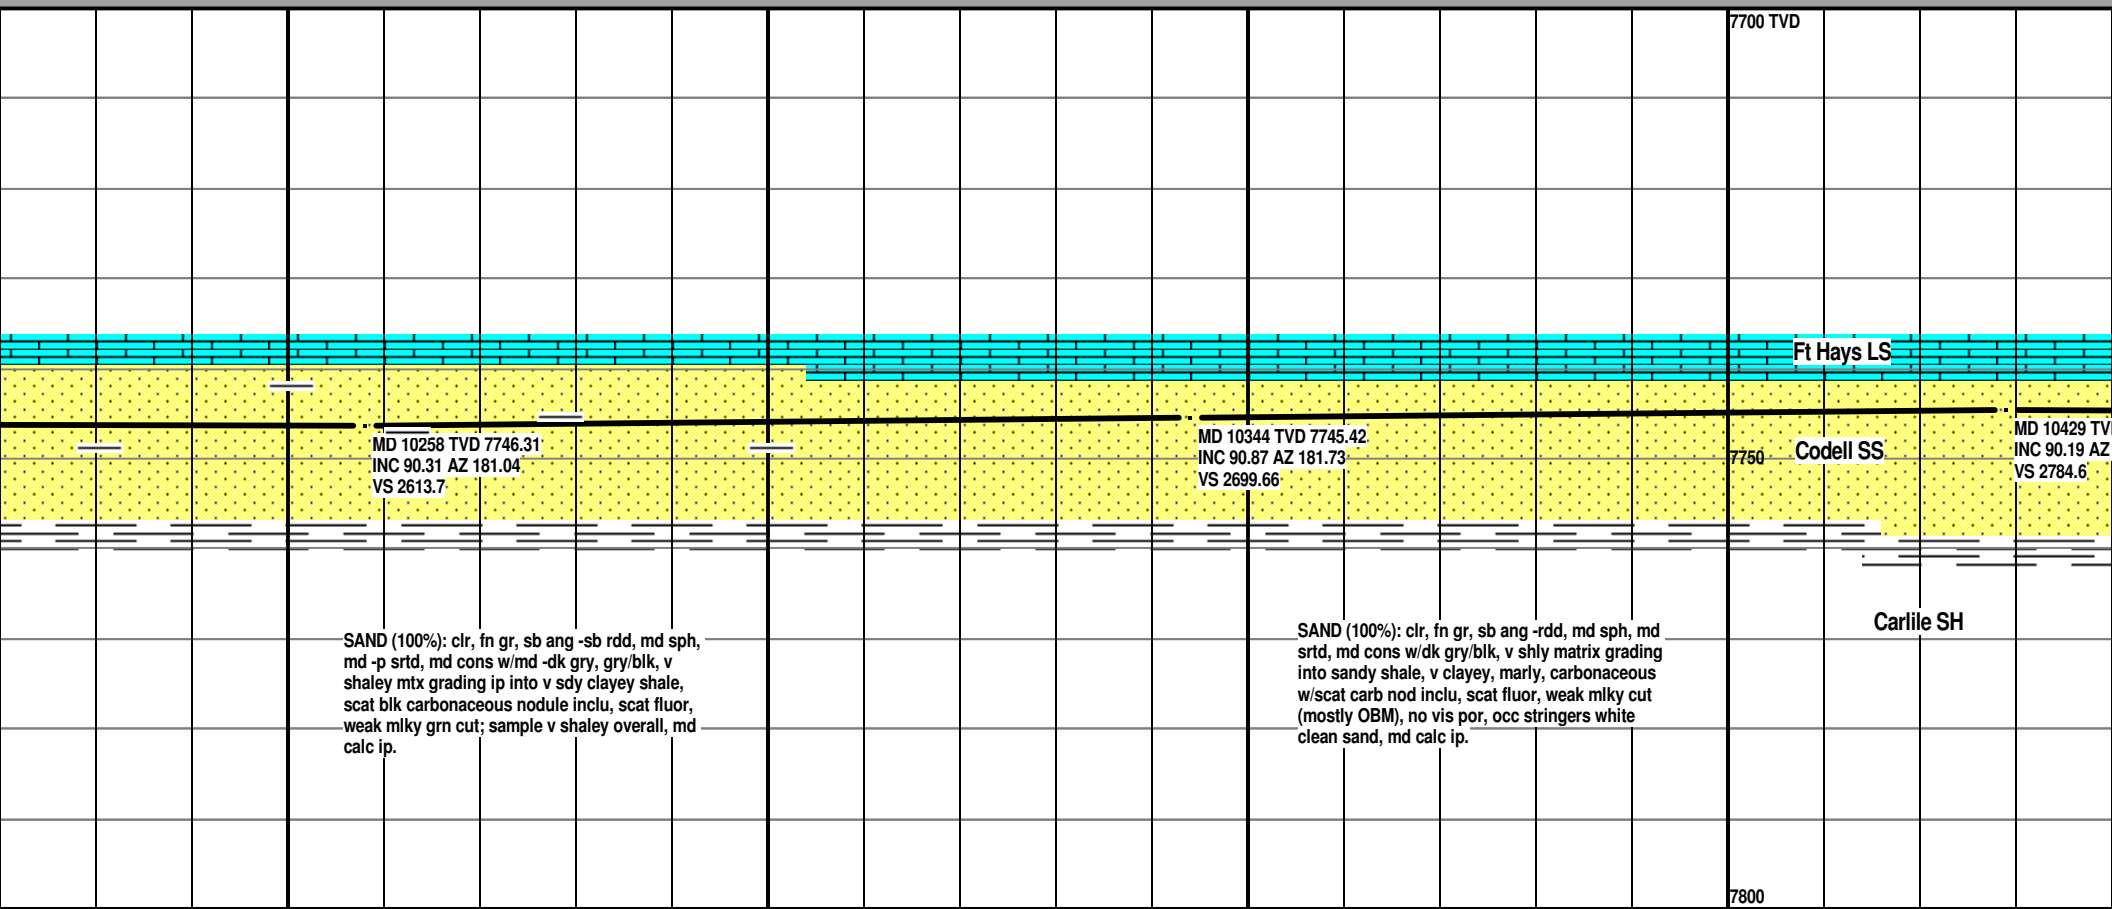 7700 TVD
Ft Hays LS
MD 10258 TVD 7746.31
INC 90.31 AZ 181.04
VS 2613.7
MD 10344 TVD 7745.42
INC 90.87 AZ 181.73
VS 2699.66
7750
Codell SS
MD 10429 TV
INC 90.19 AZ
VS 2784.6
Carlile SH
SAND (100%): clr, fn gr, sb ang -sb rdd, md sph,
md -p srtd, md cons w/md -dk gry, gry/blk, v
shaley mtx grading ip into v sdy clayey shale,
scat blk carbonaceous nodule inclu, scat fluor,
weak mlky grn cut; sample v shaley overall, md
calc ip.
SAND (100%): clr, fn gr, sb ang -rdd, md sph, md
srtd, md cons w/dk gry/blk, v shly matrix grading
into sandy shale, v clayey, marly, carbonaceous
w/scat carb nod inclu, scat fluor, weak mlky cut
(mostly OBM), no vis por, occ stringers white
clean sand, md calc ip.
7800